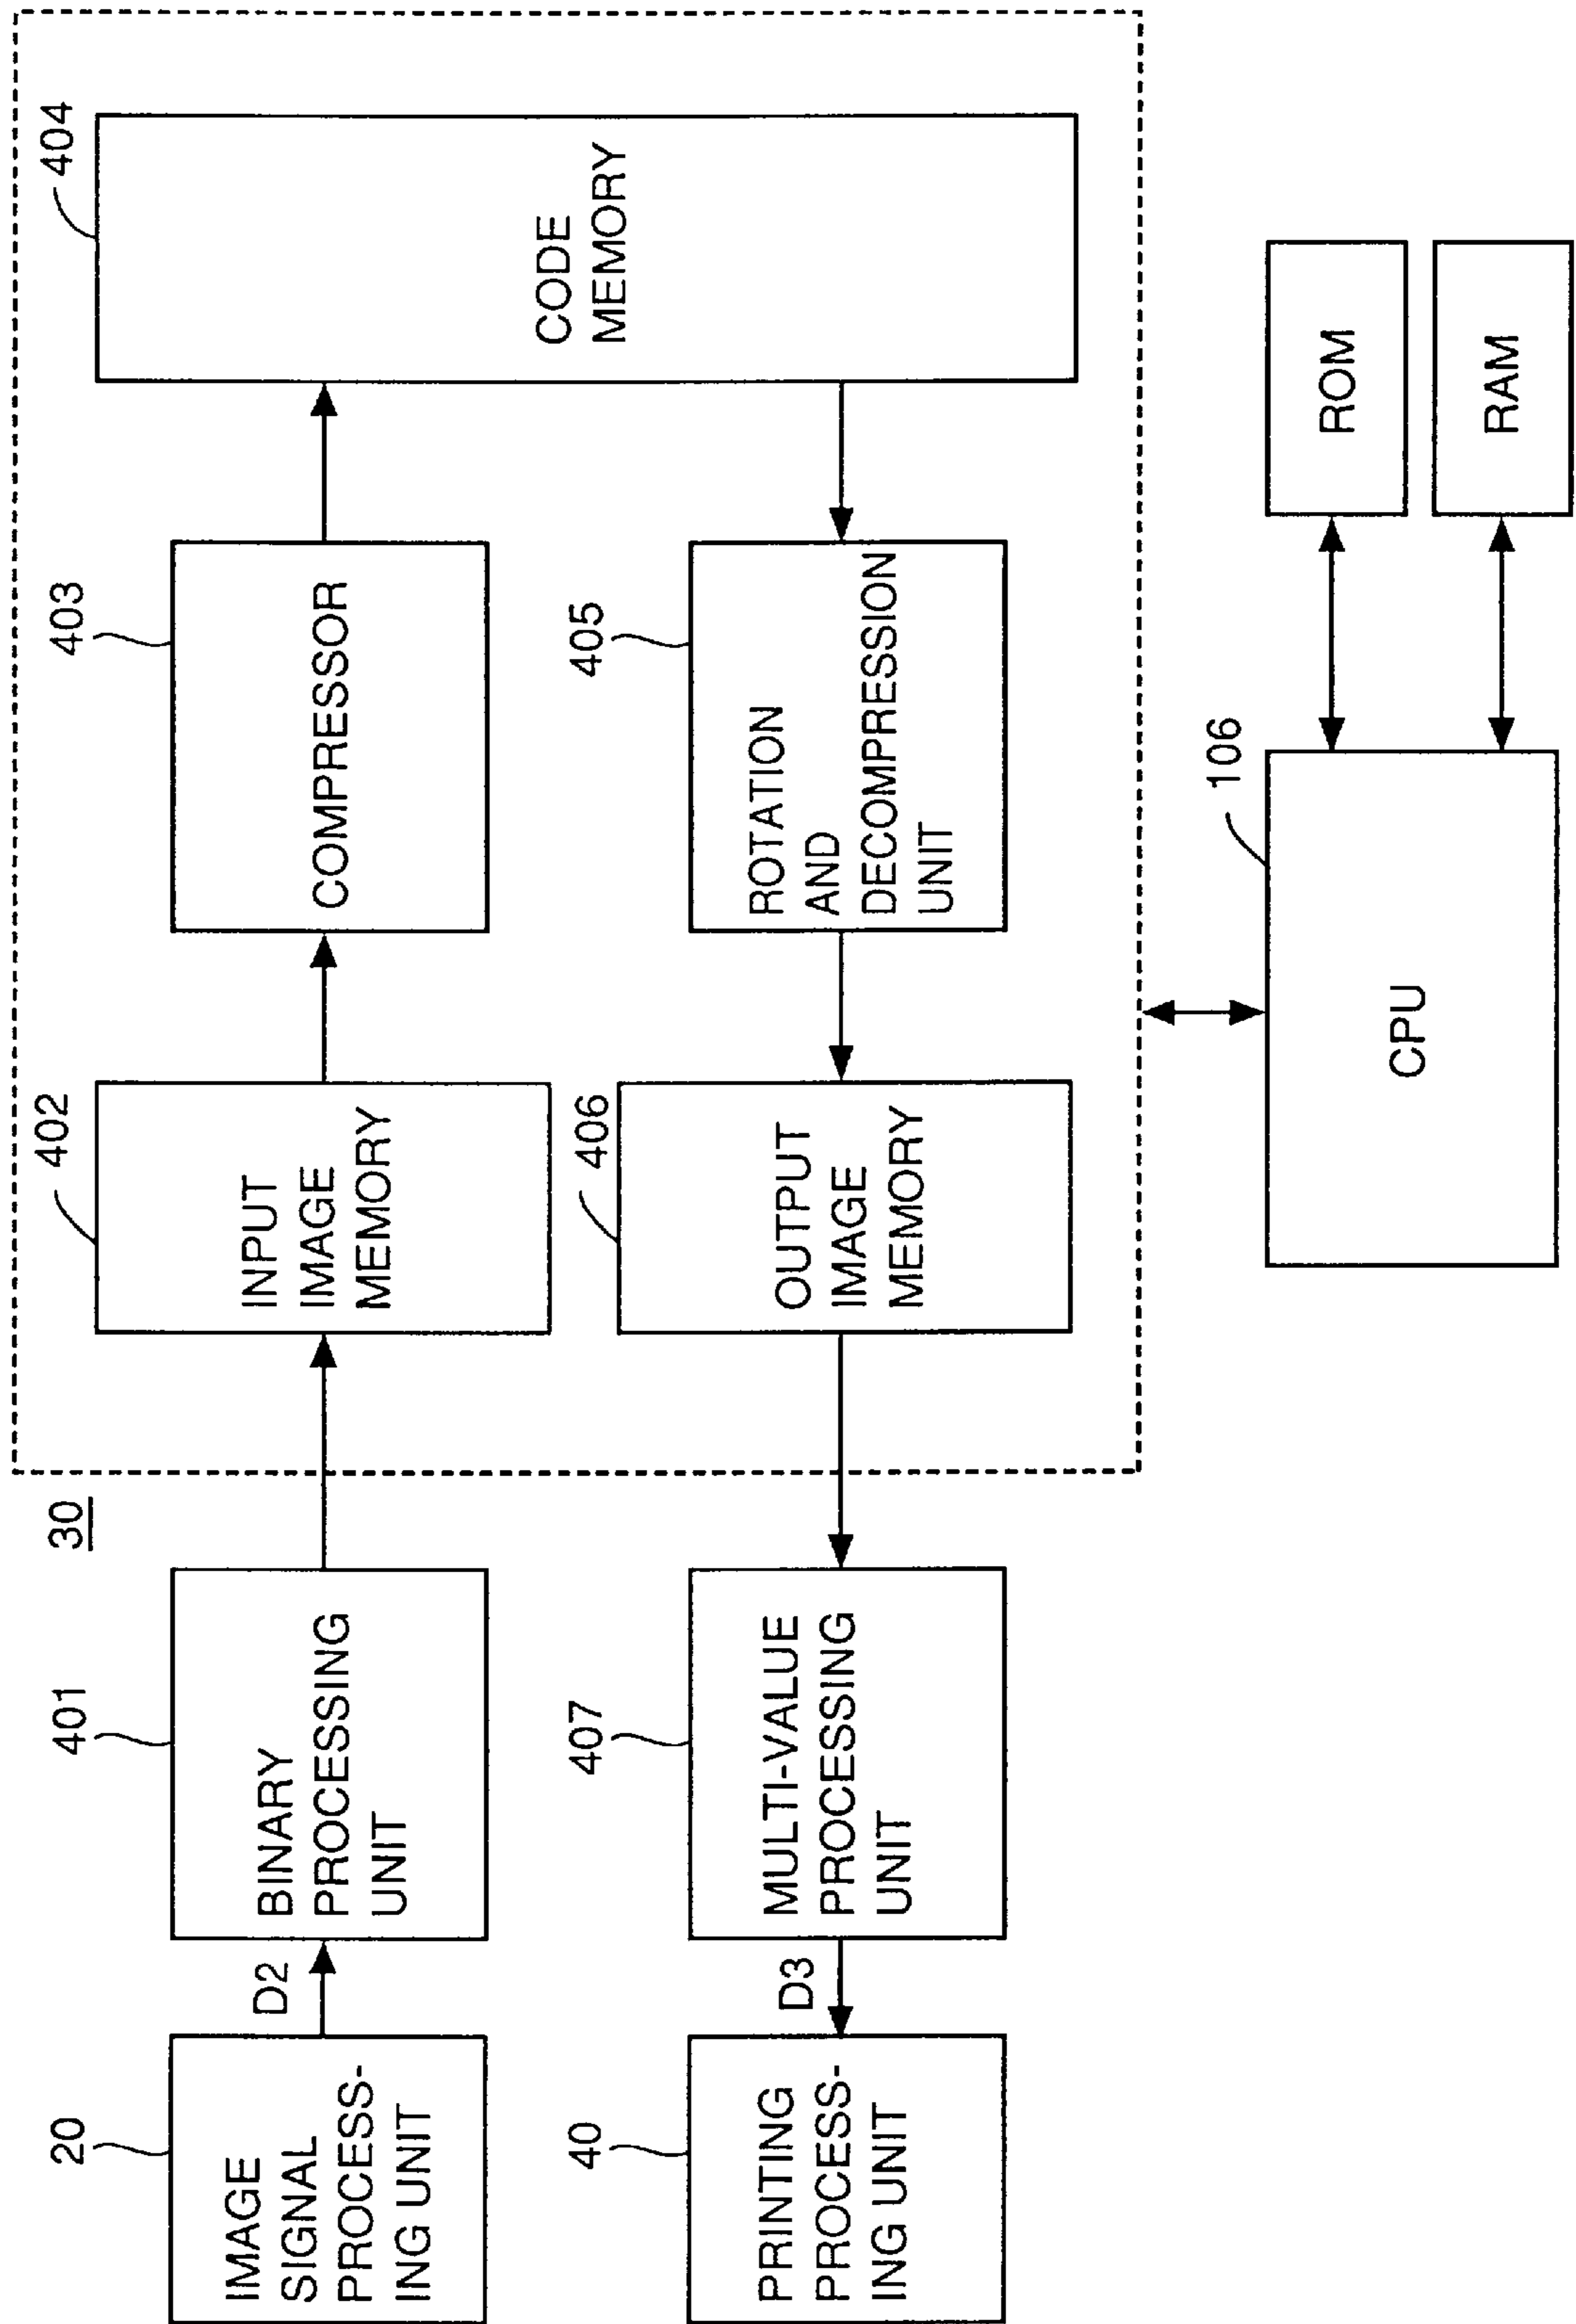 20
IMAGE
SIGNAL
PROCESS-
ING UNIT
D2
401
BINARY
PROCESSING
UNIT
30
402
INPUT
IMAGE
MEMORY
403
COMPRESSOR
404
CODE
MEMORY
40
PRINTING
PROCESS-
ING UNIT
D3
407
MULTI-VALUE
PROCESSING
UNIT
406
OUTPUT
IMAGE
MEMORY
405
ROTATION
AND
DECOMPRESSION
UNIT
106
CPU
ROM
RAM